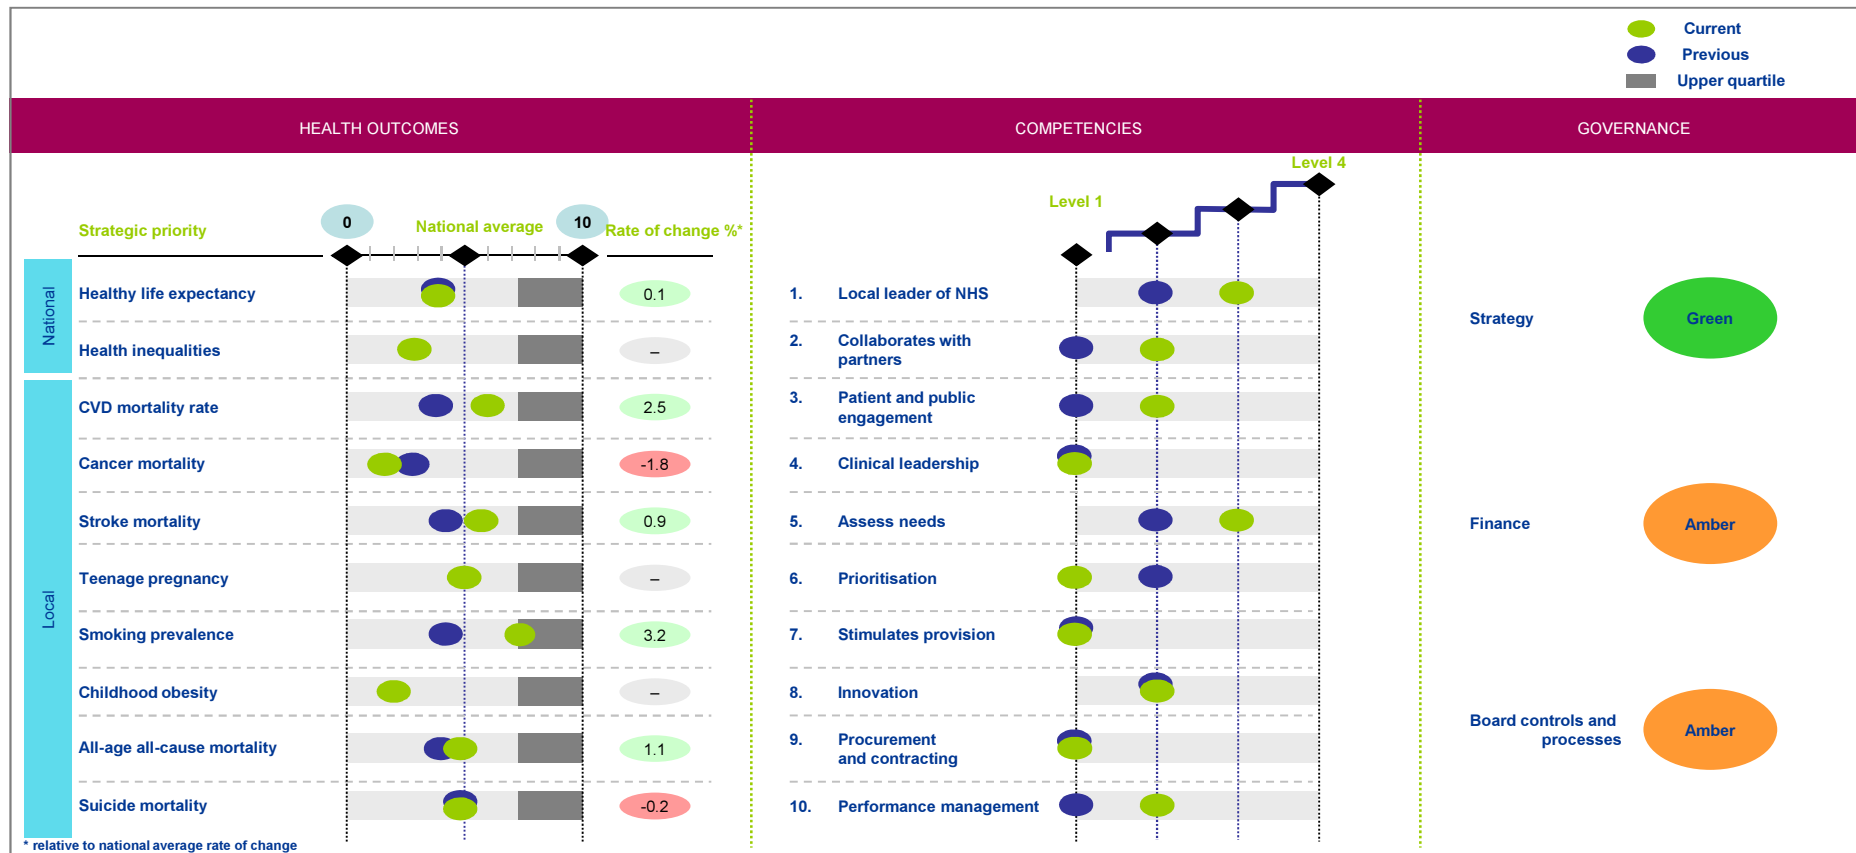 Current
Previous
Upper quartile
HEALTH OUTCOMES
COMPETENCIES
GOVERNANCE
Strategic priority
0
National average
10
Rate of change %*
National
Healthy life expectancy
0.1
Health inequalities
–
Local
CVD mortality rate
2.5
Cancer mortality
-1.8
Stroke mortality
0.9
Teenage pregnancy
–
Smoking prevalence
3.2
Childhood obesity
–
All-age all-cause mortality
1.1
Suicide mortality
-0.2
* relative to national average rate of change
Level 1
Level 4
1. Local leader of NHS
2. Collaborates with
partners
3. Patient and public
engagement
4. Clinical leadership
5. Assess needs
6. Prioritisation
7. Stimulates provision
8. Innovation
9. Procurement
and contracting
10. Performance management
Strategy
Green
Finance
Amber
Board controls and
processes
Amber